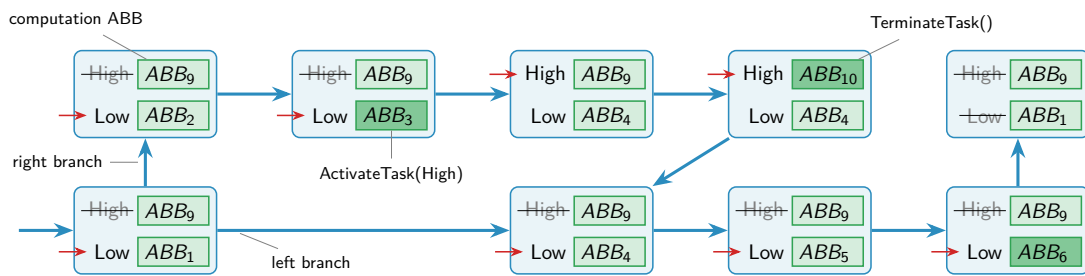 computation ABB
TerminateTask()
High ABB9
High ABB9
High ABB9
High ABB10
High ABB9
Low ABB2
Low ABB3
Low ABB4
Low ABB4
Low ABB1
right branch
ActivateTask(High)
High ABB9
High ABB9
High ABB9
High ABB9
Low ABB1
Low ABB4
Low ABB5
Low ABB6
left branch